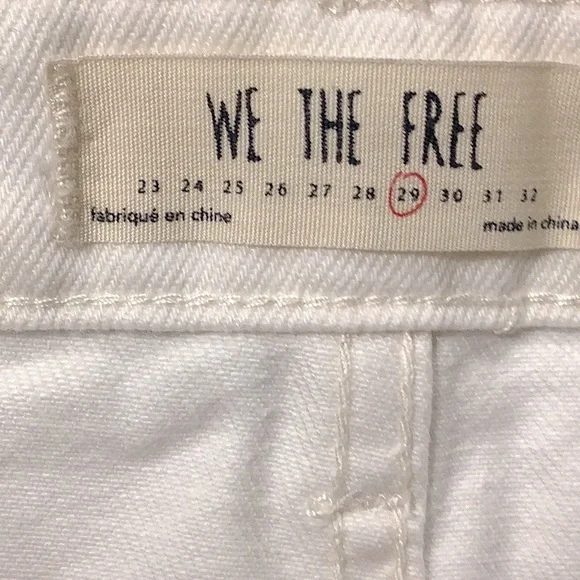 WE THE FREE
23 24 25 26 27 28 29 30 31 32
fabriqué en chine
made in china